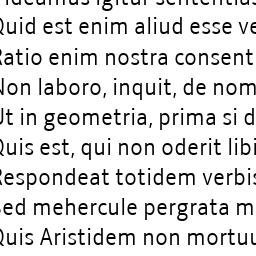 Videamus igitur sententias
Quid est enim aliud esse ve
Ratio enim nostra consent
Non laboro, inquit, de nom
Ut in geometria, prima si d
Quis est, qui non oderit libi
Respondeat totidem verbis
Sed mehercule pergrata m
Quis Aristidem non mortuu